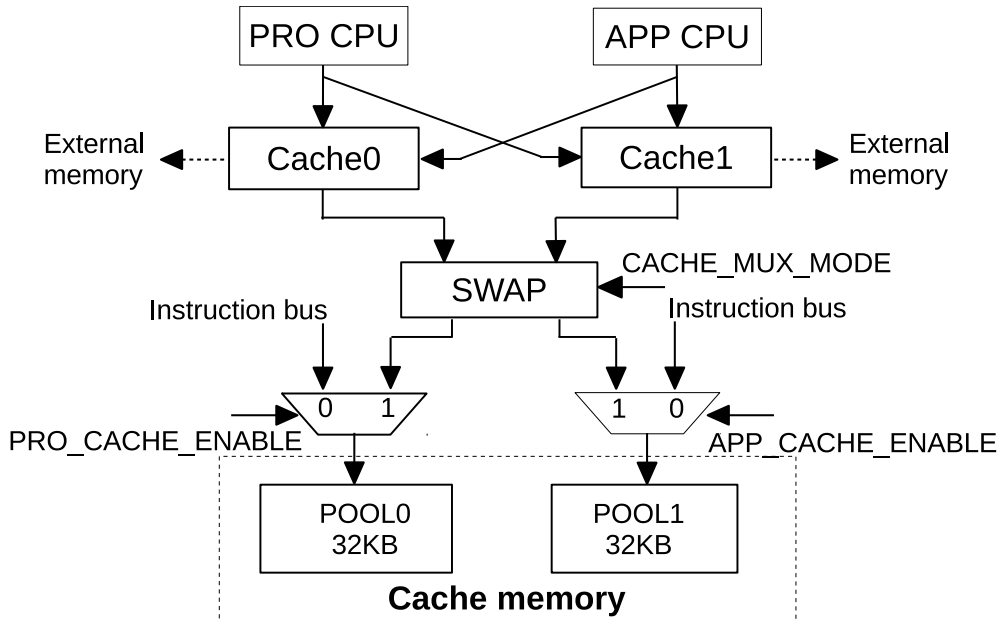 PRO CPU
APP CPU
External
memory
Cache0
Cache1
External
memory
SWAP
CACHE_MUX_MODE
Instruction bus
Instruction bus
0 1
1 0
PRO_CACHE_ENABLE
APP_CACHE_ENABLE
POOL0
32KB
POOL1
32KB
Cache memory